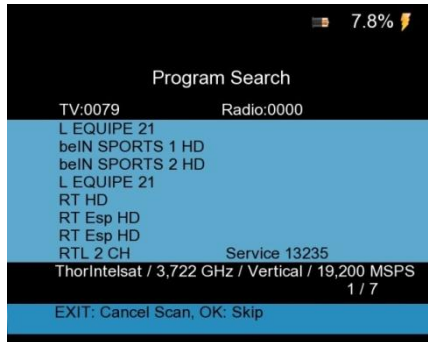 7.8%
Program Search
TV:0079 Radio:0000
L EQUIPE 21
beIN SPORTS 1 HD
beIN SPORTS 2 HD
L EQUIPE 21
RT HD
RT Esp HD
RT Esp HD
RTL 2 CH Service 13235
ThorIntelsat / 3,722 GHz / Vertical / 19,200 MSPS
1 / 7
EXIT: Cancel Scan, OK: Skip